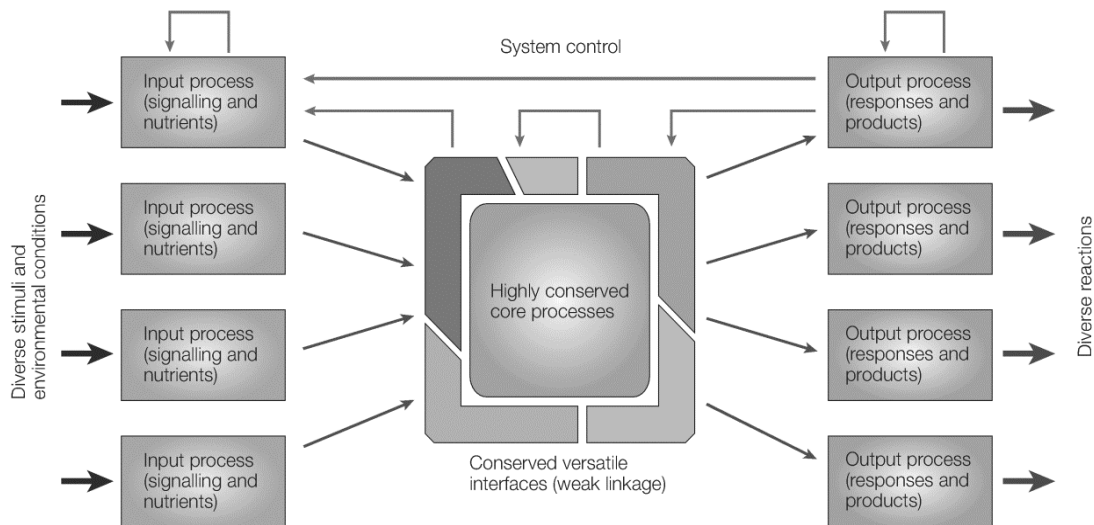 System control
Diverse stimuli and
environmental conditions
Input process
(signalling and
nutrients)
Input process
(signalling and
nutrients)
Input process
(signalling and
nutrients)
Input process
(signalling and
nutrients)
Highly conserved
core processes
Conserved versatile
interfaces (weak linkage)
Output process
(responses and
products)
Output process
(responses and
products)
Output process
(responses and
products)
Output process
(responses and
products)
Diverse reactions